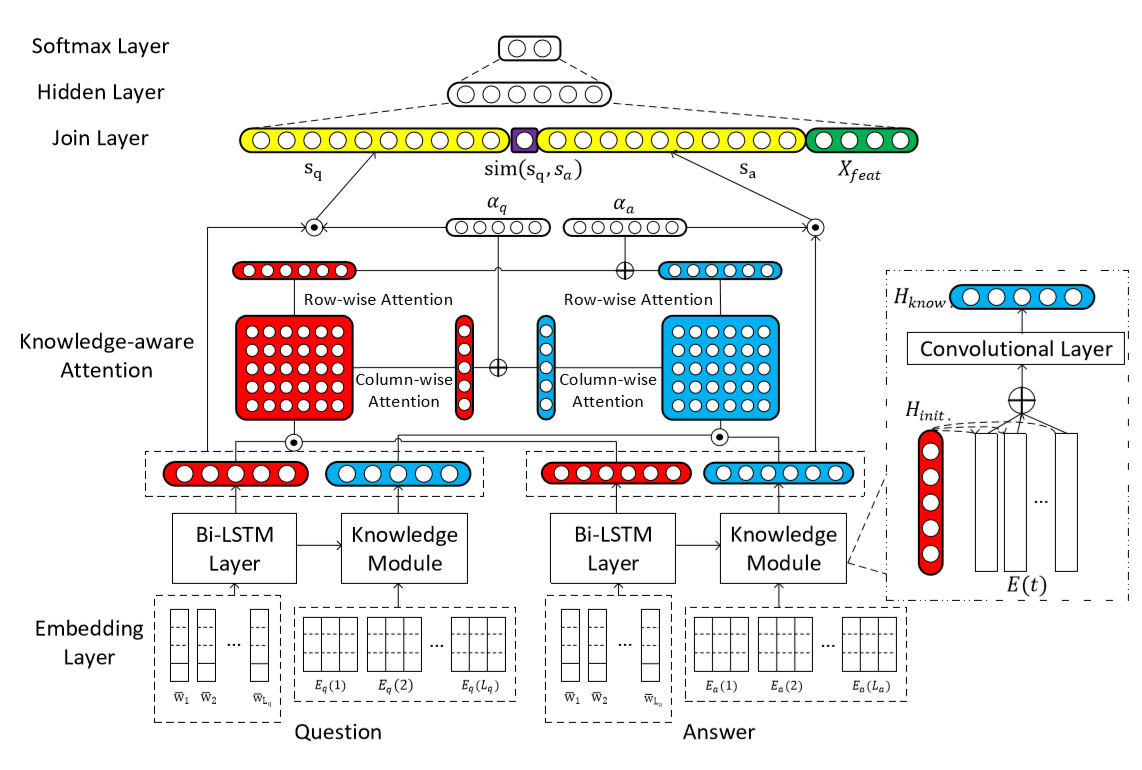 Softmax Layer
Hidden Layer
Join Layer
s_q
sim(s_q, s_a)
s_a
X_feat
α_q
α_a
Row-wise Attention
Row-wise Attention
Knowledge-aware
Attention
Column-wise
Attention
Column-wise
Attention
H_know.
Convolutional Layer
H_init.
...
E(t)
Bi-LSTM
Layer
Knowledge
Module
Bi-LSTM
Layer
Knowledge
Module
Embedding
Layer
...
...
...
...
w̅_1 w̅_2 w̅_{L_q}
E_q(1) E_q(2) E_q(L_q)
w̅_1 w̅_2 w̅_{L_a}
E_a(1) E_a(2) E_a(L_a)
Question
Answer